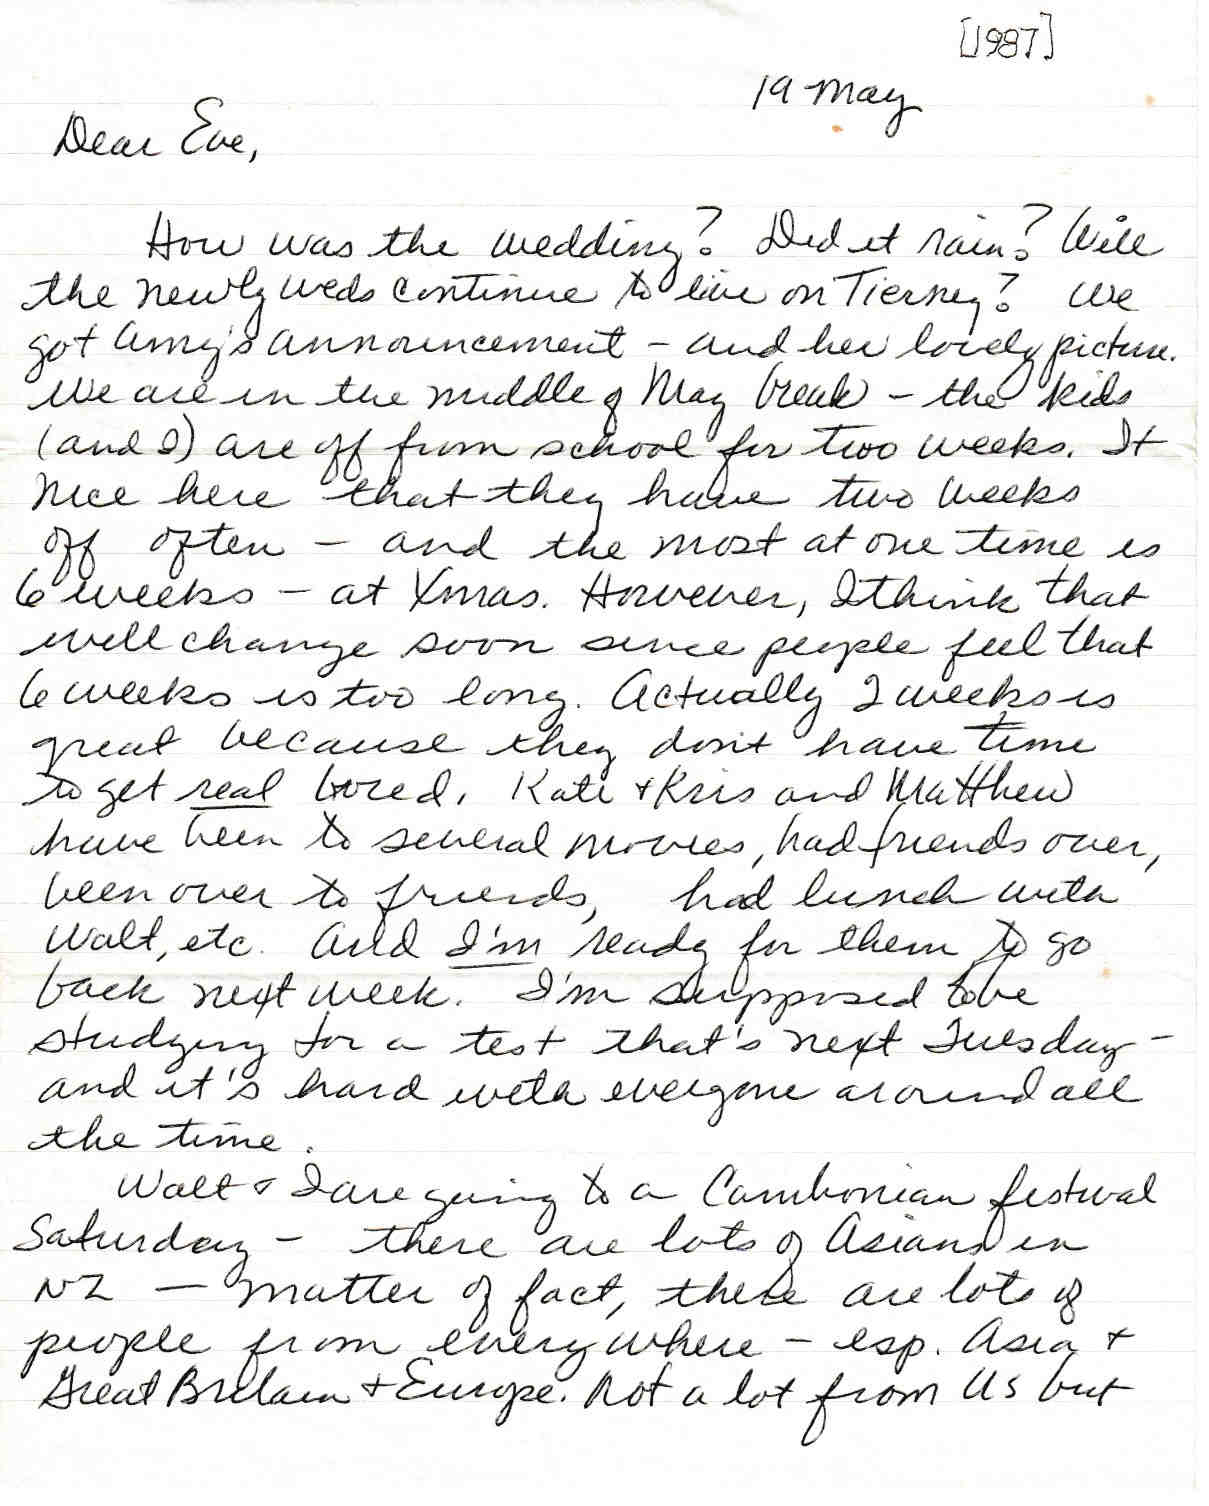 [1987]
19 May
Dear Eve,
How was the wedding? Did it rain? Will
the newly weds continue to live on Tierney? We
got Amy's announcement – and her lovely picture.
We are in the middle of May break – the kids
(and I) are off from school for two weeks. It
nice here that they have two weeks
off often – and the most at one time is
6 weeks – at Xmas. However, I think that
will change soon since people feel that
6 weeks is too long. Actually 2 weeks is
great because they don't have time
to get real bored. Kate + Kris and Matthew
have been to several movies, had friends over,
been over to friends, had lunch with
Walt, etc. And I'm ready for them to go
back next week. I'm supposed to be
studying for a test that's next Tuesday –
and it's hard with everyone around all
the time.
Walt & I are going to a Cambonian festival
Saturday – there are lots of Asians in
NZ – matter of fact, there are lots of
people from everywhere – esp. Asia +
Great Britain + Europe. Not a lot from US but